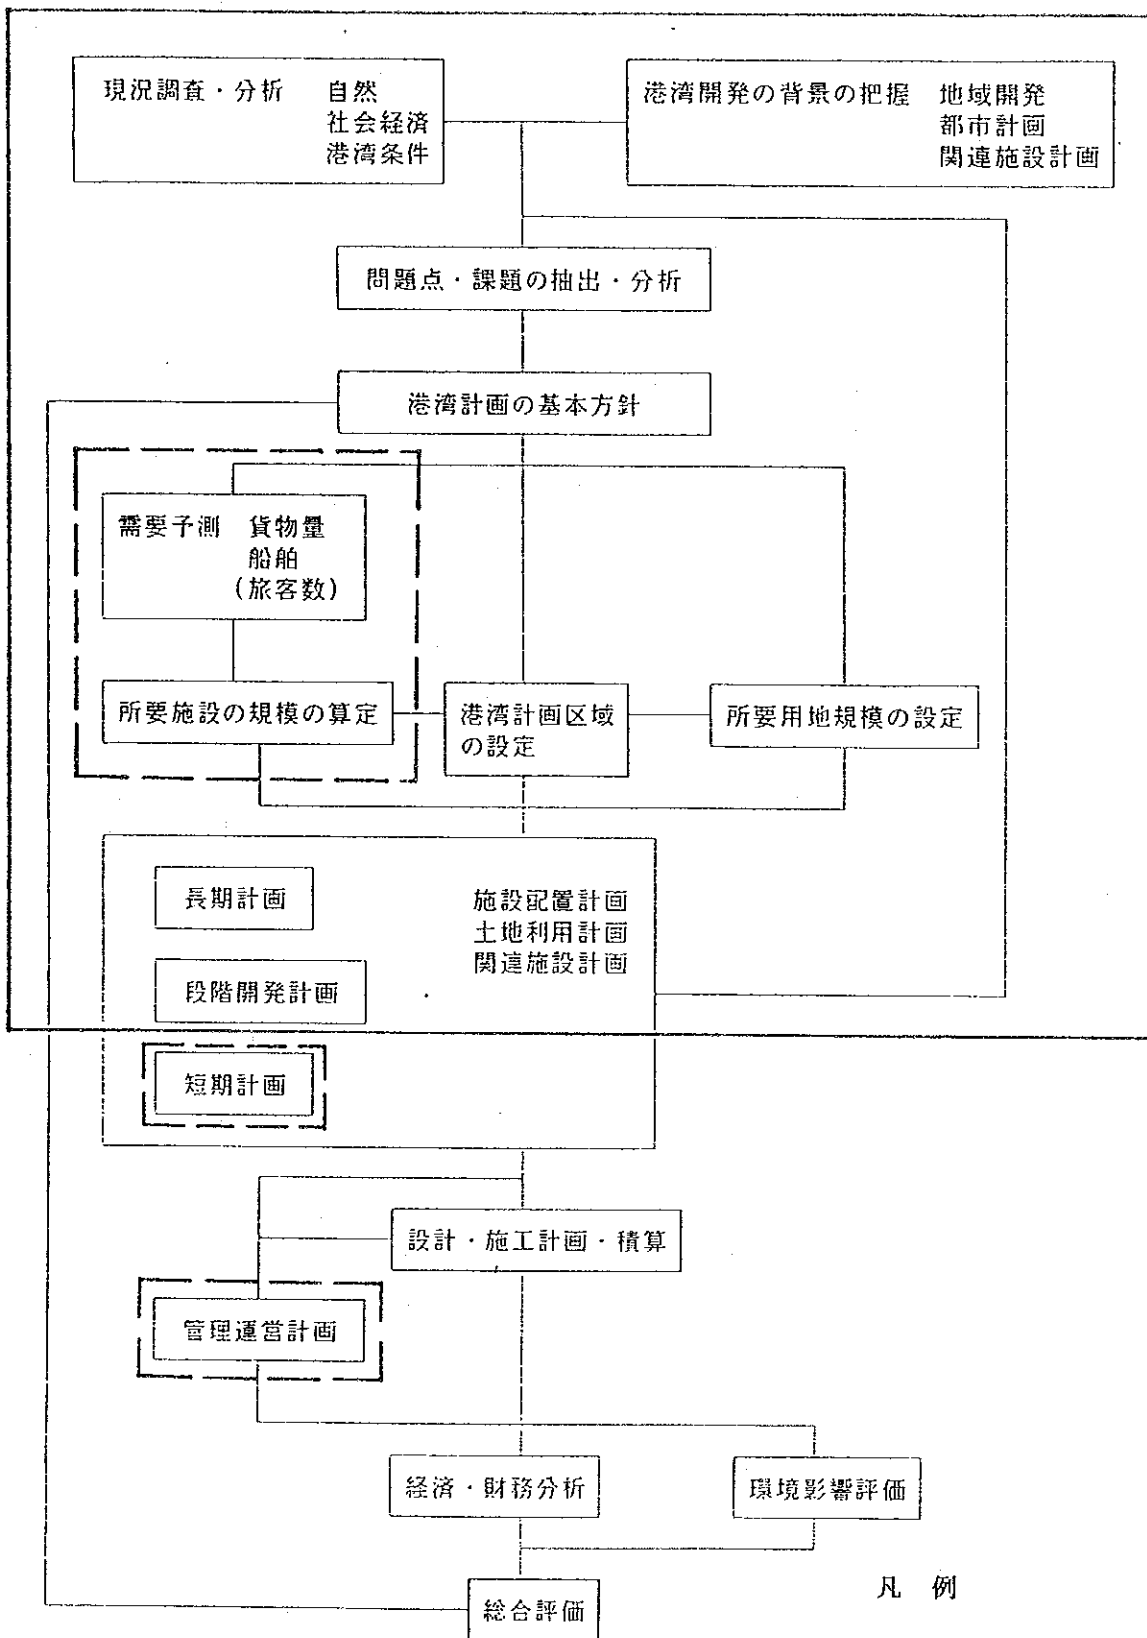 現況調査・分析 自然
社会経済
港湾条件
港湾開発の背景の把握 地域開発
都市計画
関連施設計画
問題点・課題の抽出・分析
港湾計画の基本方針
需要予測 貨物量
船舶
(旅客数)
所要施設の規模の算定
港湾計画区域
の設定
所要用地規模の設定
長期計画
施設配置計画
土地利用計画
関連施設計画
段階開発計画
短期計画
設計・施工計画・積算
管理運営計画
経済・財務分析
環境影響評価
総合評価
凡 例